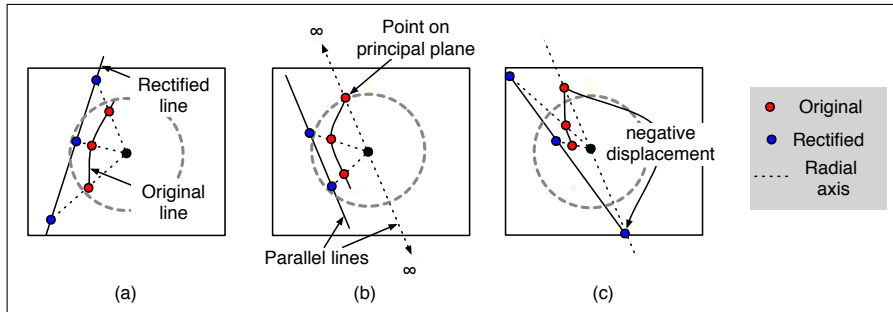 ∞
Point on
principal plane
Rectified
line
Original
line
Parallel lines
∞
negative
displacement
Original
Rectified
Radial
axis
(a)
(b)
(c)